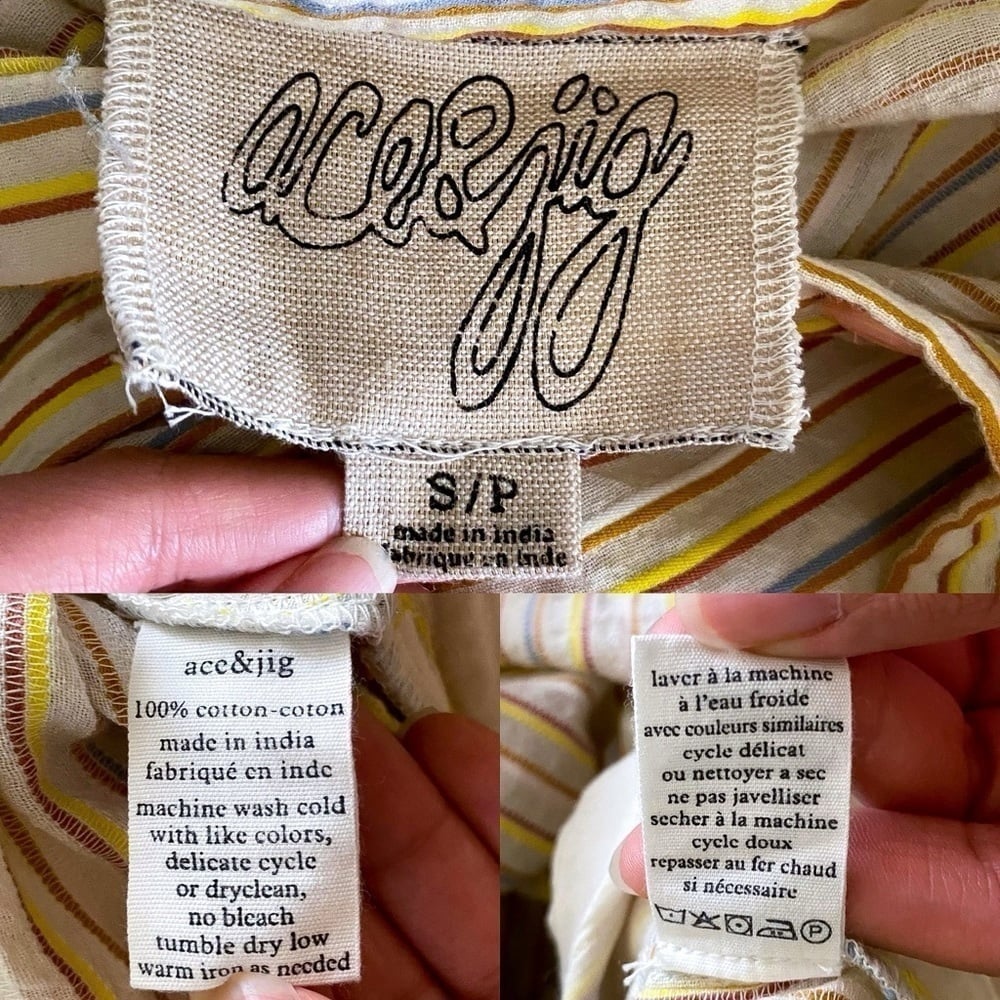 ace&jig
S/P
made in india
fabriqué en inde
ace&jig
100% cotton-coton
made in india
fabriqué en inde
machine wash cold
with like colors,
delicate cycle
or dryclean,
no bleach
tumble dry low
warm iron as needed
laver à la machine
à l'eau froide
avec couleurs similaires
cycle délicat
ou nettoyer a sec
ne pas javelliser
secher à la machine
cycle doux
repasser au fer chaud
si nécessaire
P